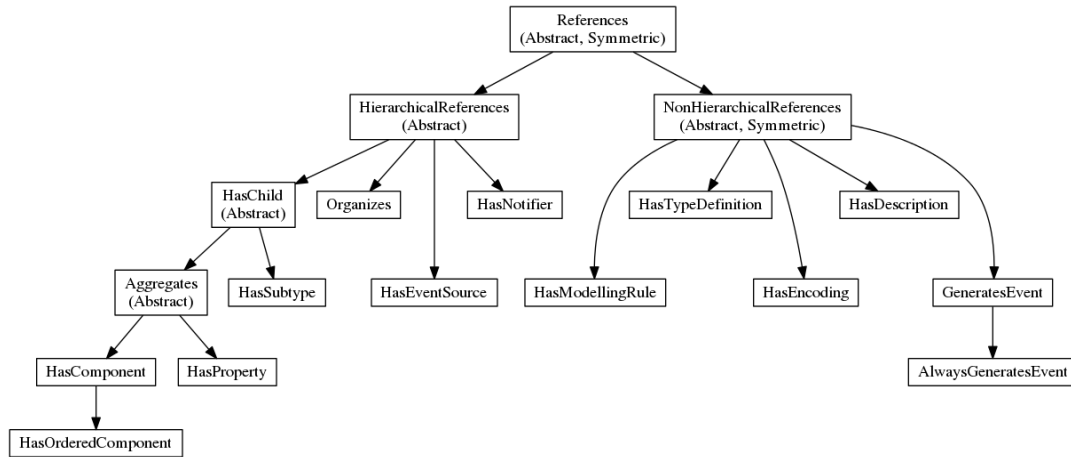 References
(Abstract, Symmetric)
HierarchicalReferences
(Abstract)
NonHierarchicalReferences
(Abstract, Symmetric)
HasChild
(Abstract)
Organizes
HasNotifier
HasTypeDefinition
HasDescription
Aggregates
(Abstract)
HasSubtype
HasEventSource
HasModellingRule
HasEncoding
GeneratesEvent
HasComponent
HasProperty
AlwaysGeneratesEvent
HasOrderedComponent